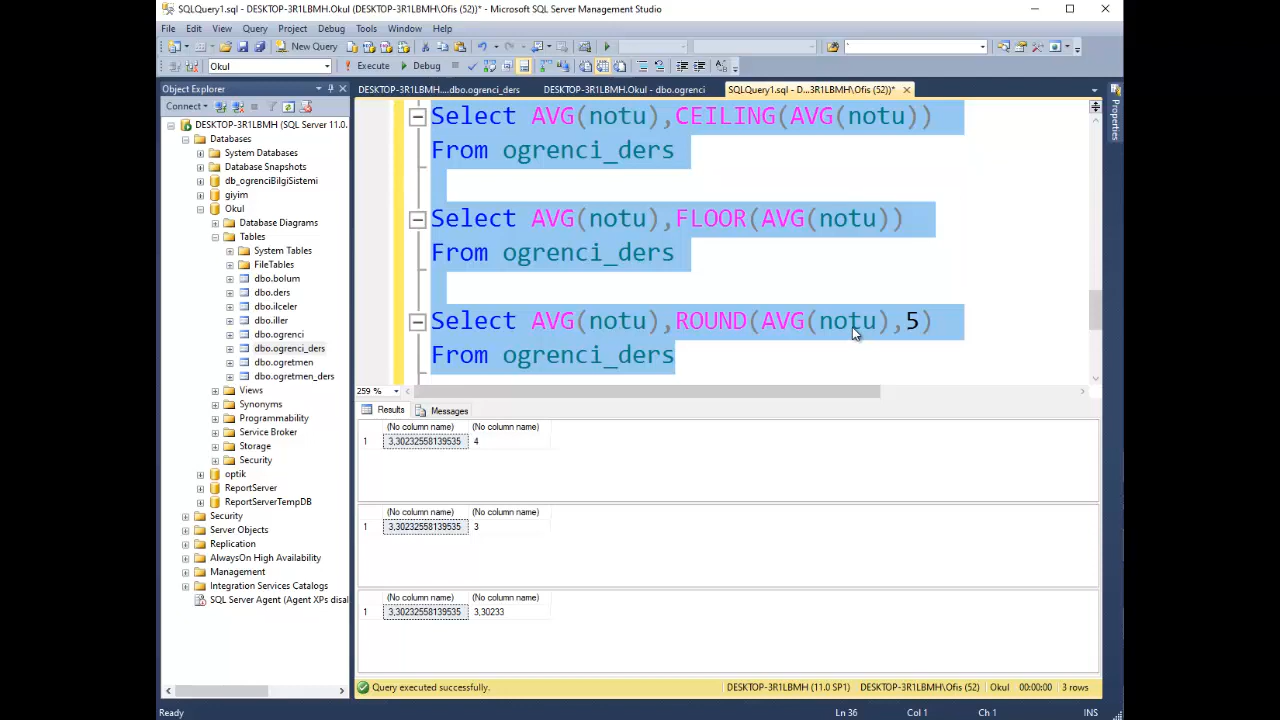 SQLQuery1.sql - DESKTOP-3R1LBMH.Okul (DESKTOP-3R1LBMH\Ofis (52))* - Microsoft SQL Server Management Studio
File Edit View Query Project Debug Tools Window Help
New Query
Okul Execute Debug
Object Explorer
Connect
DESKTOP-3R1LBMH (SQL Server 11.0.
Databases
System Databases
Database Snapshots
db_ogrenciBilgiSistemi
giyim
Okul
Database Diagrams
Tables
System Tables
FileTables
dbo.bolum
dbo.ders
dbo.ilceler
dbo.iller
dbo.ogrenci
dbo.ogrenci_ders
dbo.ogretmen
dbo.ogretmen_ders
Views
Synonyms
Programmability
Service Broker
Storage
Security
optik
ReportServer
ReportServerTempDB
Security
Server Objects
Replication
AlwaysOn High Availability
Management
Integration Services Catalogs
SQL Server Agent (Agent XPs disal
DESKTOP-3R1LBMH....dbo.ogrenci_ders DESKTOP-3R1LBMH.Okul - dbo.ogrenci SQLQuery1.sql - D...3R1LBMH\Ofis (52))*
Select AVG(notu),CEILING(AVG(notu))
From ogrenci_ders
Select AVG(notu),FLOOR(AVG(notu))
From ogrenci_ders
Select AVG(notu),ROUND(AVG(notu),5)
From ogrenci_ders
259 %
Results Messages
(No column name) (No column name)
1 3,30232558139535 4
(No column name) (No column name)
1 3,30232558139535 3
(No column name) (No column name)
1 3,30232558139535 3,30233
Query executed successfully. DESKTOP-3R1LBMH (11.0 SP1) DESKTOP-3R1LBMH\Ofis (52) Okul 00:00:00 3 rows
Properties
Ready Ln 36 Col 1 Ch 1 INS